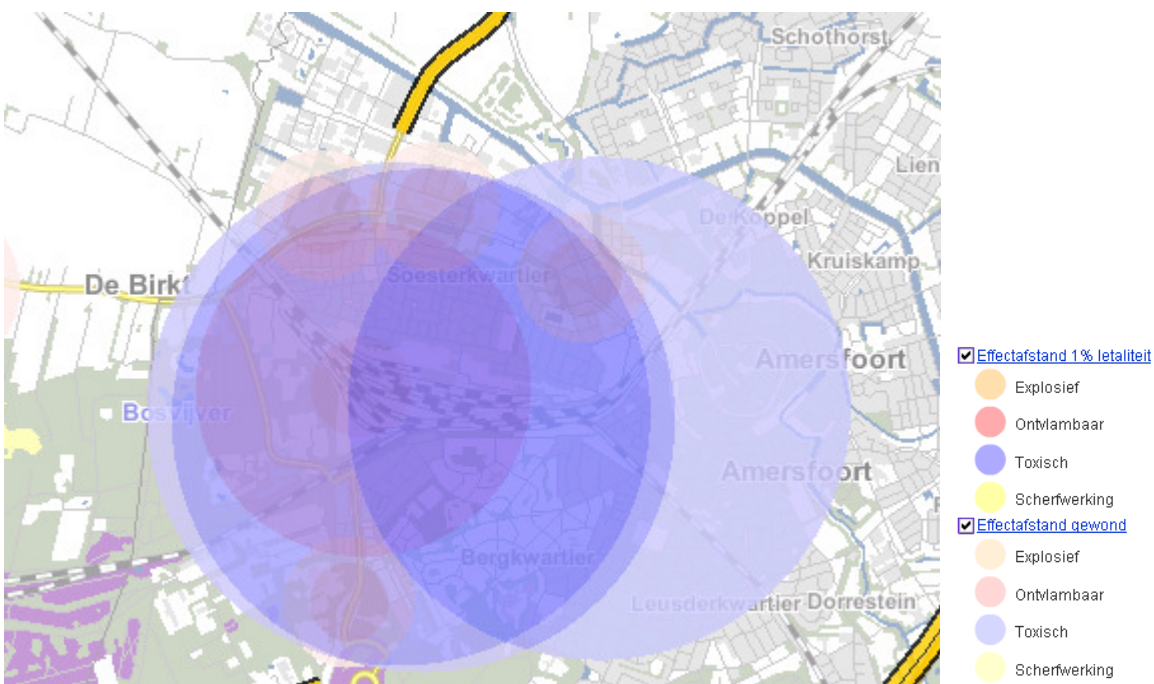 Schothorst
Lien
De Koppel
Kruiskamp
Soesterkwartier
De Birkt
Amersfoort
Bosvijver
Amersfoort
Bergkwartier
Leusderkwartier Dorrestein
Effectafstand 1% letaliteit
Explosief
Ontvlambaar
Toxisch
Scherfwerking
Effectafstand gewond
Explosief
Ontvlambaar
Toxisch
Scherfwerking